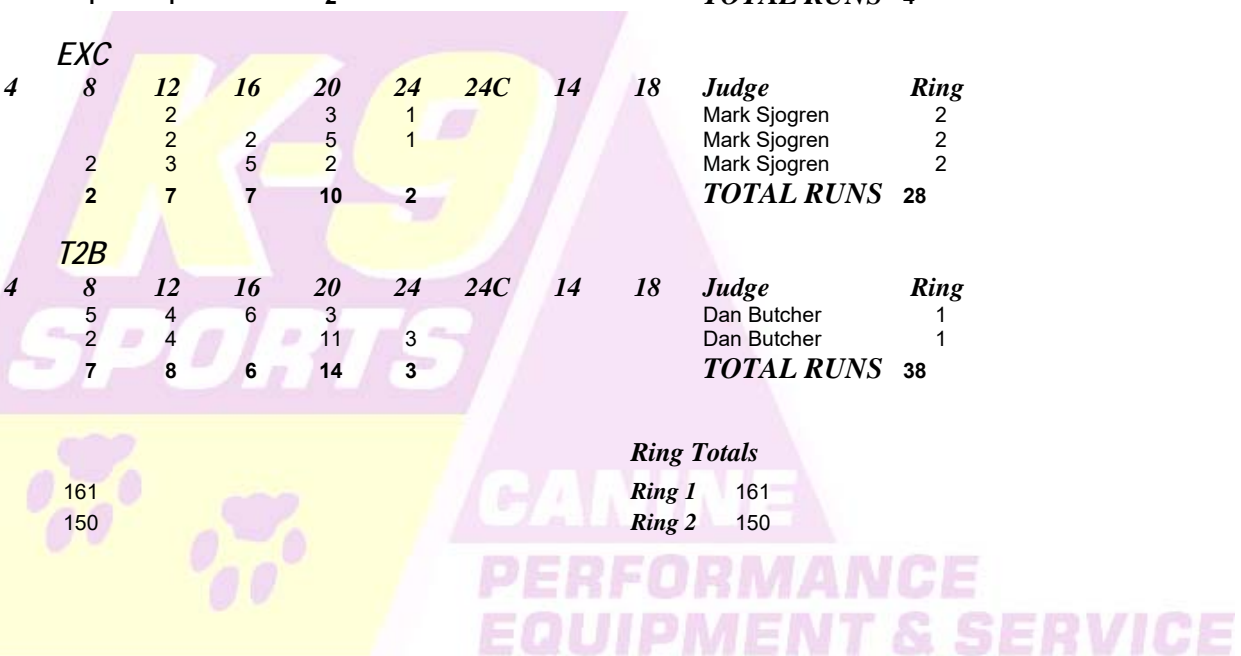 2 TOTAL RUNS 4
EXC
4 8 12 16 20 24 24C 14 18 Judge Ring
2 3 1 Mark Sjogren 2
2 2 5 1 Mark Sjogren 2
2 3 5 2 Mark Sjogren 2
2 7 7 10 2 TOTAL RUNS 28
T2B
4 8 12 16 20 24 24C 14 18 Judge Ring
5 4 6 3 Dan Butcher 1
2 4 11 3 Dan Butcher 1
7 8 6 14 3 TOTAL RUNS 38
Ring Totals
161 Ring 1 161
150 Ring 2 150
K-9
SPORTS
CANINE
PERFORMANCE
EQUIPMENT & SERVICE